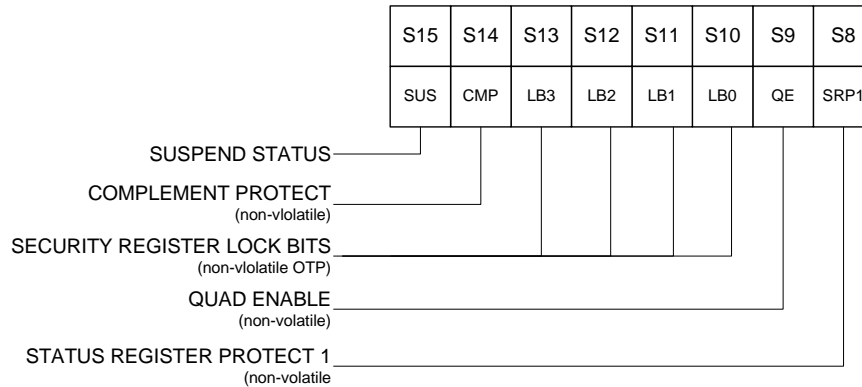 S15 S14 S13 S12 S11 S10 S9 S8
SUS CMP LB3 LB2 LB1 LB0 QE SRP1
SUSPEND STATUS
COMPLEMENT PROTECT
(non-vlolatile)
SECURITY REGISTER LOCK BITS
(non-vlolatile OTP)
QUAD ENABLE
(non-volatile)
STATUS REGISTER PROTECT 1
(non-volatile